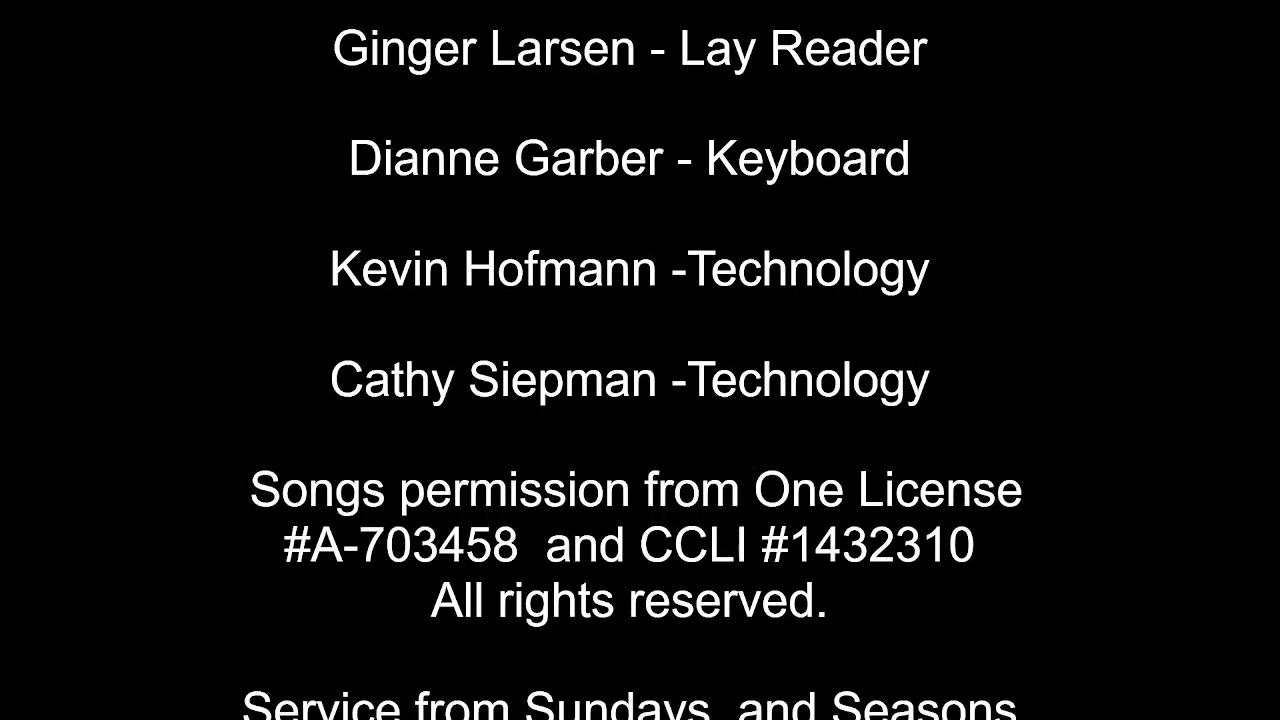 Ginger Larsen - Lay Reader
Dianne Garber - Keyboard
Kevin Hofmann -Technology
Cathy Siepman -Technology
Songs permission from One License
#A-703458  and CCLI #1432310
All rights reserved.
Service from Sundays  and Seasons